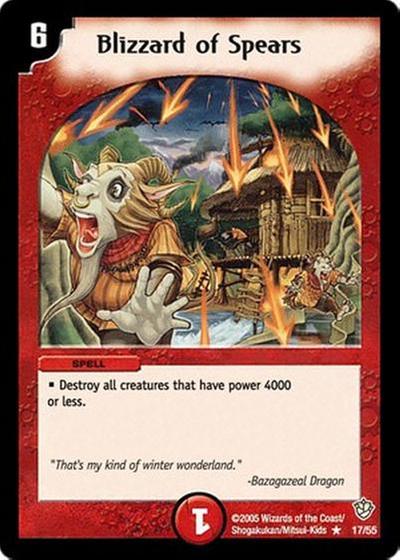 6
Blizzard of Spears
SPELL
▪ Destroy all creatures that have power 4000
or less.
"That's my kind of winter wonderland."
-Bazagazeal Dragon
1
©2005 Wizards of the Coast/
Shogakukan/Mitsui-Kids ★ 17/55